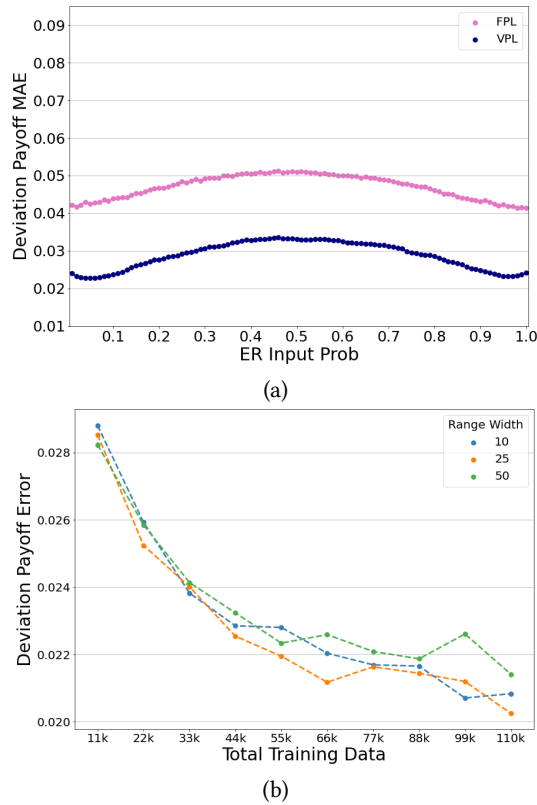 FPL
VPL
0.09
0.08
0.07
0.06
0.05
0.04
0.03
0.02
0.01
Deviation Payoff MAE
0.1 0.2 0.3 0.4 0.5 0.6 0.7 0.8 0.9 1.0
ER Input Prob
(a)
Range Width
10
25
50
0.028
0.026
0.024
0.022
0.020
Deviation Payoff Error
11k 22k 33k 44k 55k 66k 77k 88k 99k 110k
Total Training Data
(b)